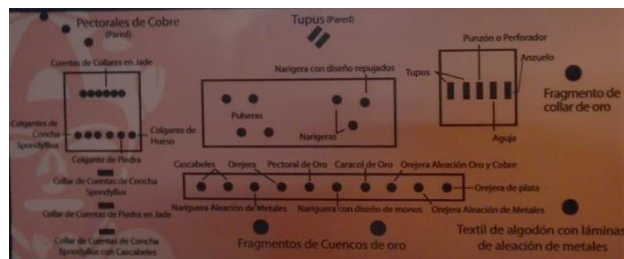 Pectorales de Cobre
(Pared)
Tupus (Pared)
Cuentas de Collares en Jade
Colgantes
de
Concha
Spondyllus
Colgante de
Hueso
Colgante de Piedra
Narigera con diseño repujados
Pulseras
Narigeras
Punzón o Perforador
Tupus
Anzuelo
Aguja
Fragmento de
collar de oro
Collar de Cuentas de Concha
Spondyllus
Collar de Cuentas de Piedra en Jade
Collar de Cuentas de Concha
Spondyllus con Cascabeles
Cascabeles
Orejera
Pectoral de Oro
Caracol de Oro
Orejera Aleación Oro y Cobre
Orejera de plata
Nariguera Aleación de Metales
Nariguera con diseño de monos
Orejera Aleación de Metales
Fragmentos de Cuencos de oro
Textil de algodón con láminas
de aleación de metales